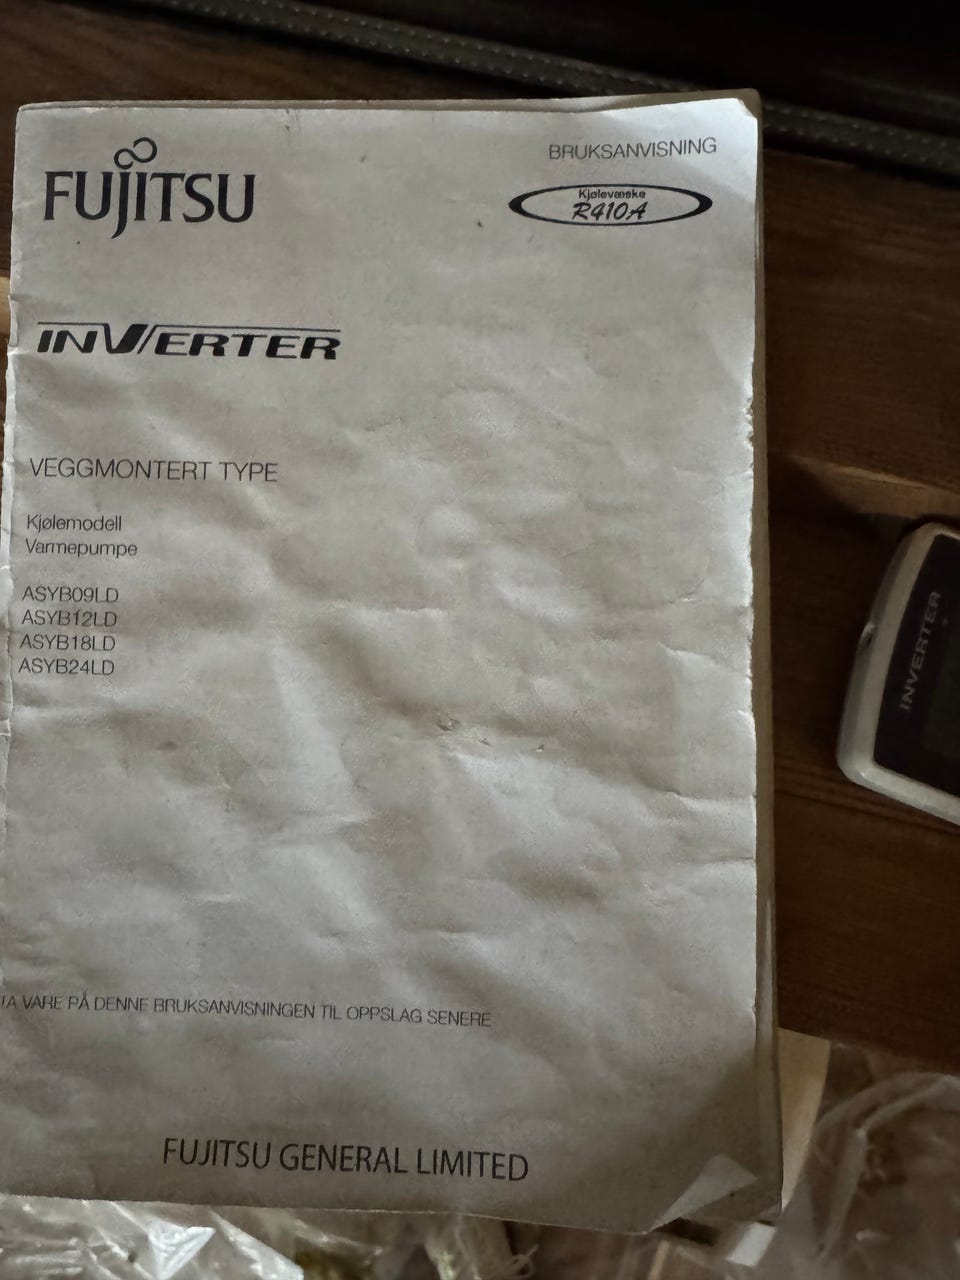 FUJITSU
BRUKSANVISNING
Kjølevæske
R410A
INVERTER
VEGGMONTERT TYPE
Kjølemodell
Varmepumpe
ASYB09LD
ASYB12LD
ASYB18LD
ASYB24LD
INVERTER
TA VARE PÅ DENNE BRUKSANVISNINGEN TIL OPPSLAG SENERE
FUJITSU GENERAL LIMITED